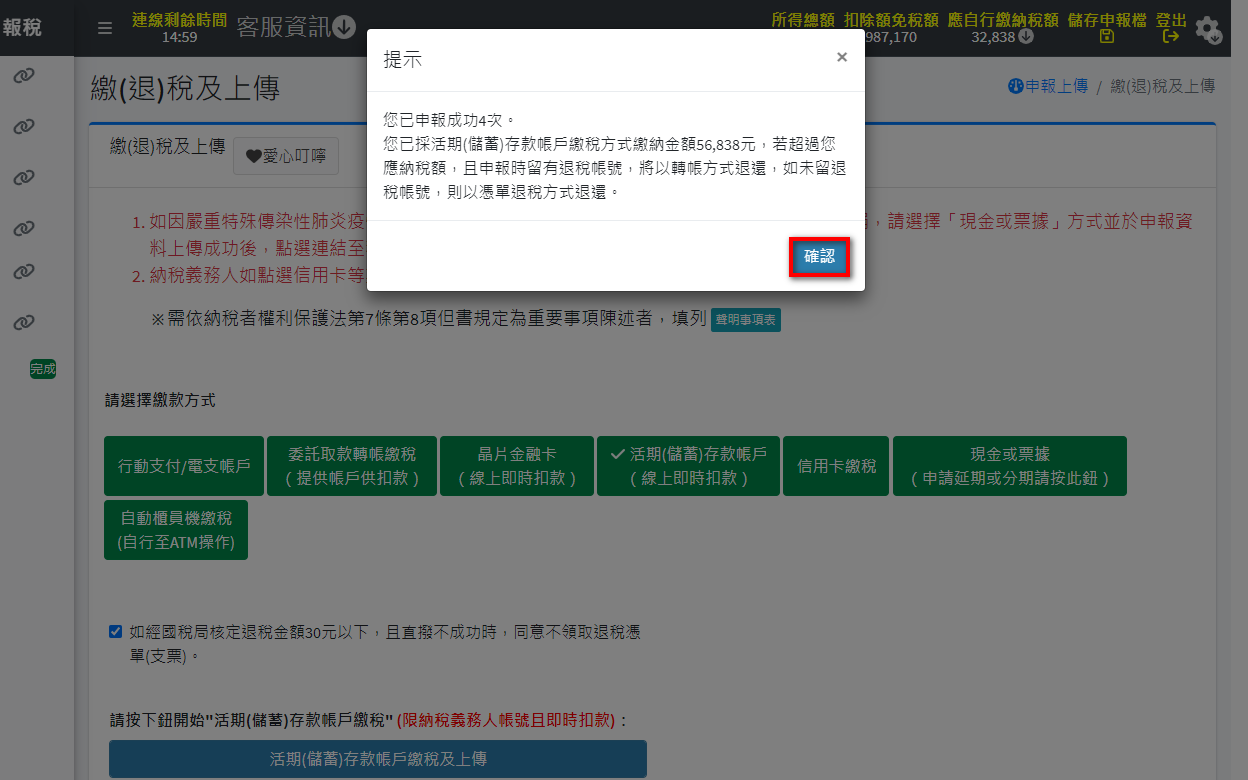 報稅
連線剩餘時間
14:59
客服資訊
所得總額 扣除額免稅額 應自行繳納稅額 儲存申報檔 登出
987,170 32,838
繳(退)稅及上傳
申報上傳 / 繳(退)稅及上傳
提示 ×
您已申報成功4次。
您已採活期(儲蓄)存款帳戶繳稅方式繳納金額56,838元，若超過您
應納稅額，且申報時留有退稅帳號，將以轉帳方式退還，如未留退
稅帳號，則以憑單退稅方式退還。
確認
繳(退)稅及上傳 愛心叮嚀
1. 如因嚴重特殊傳染性肺炎疫 ，請選擇「現金或票據」方式並於申報資
料上傳成功後，點選連結至
2. 納稅義務人如點選信用卡等
※需依納稅者權利保護法第7條第8項但書規定為重要事項陳述者，填列 聲明事項表
完成
請選擇繳款方式
行動支付/電支帳戶
委託取款轉帳繳稅
( 提供帳戶供扣款 )
晶片金融卡
( 線上即時扣款 )
活期(儲蓄)存款帳戶
( 線上即時扣款 )
信用卡繳稅
現金或票據
( 申請延期或分期請按此鈕 )
自動櫃員機繳稅
(自行至ATM操作)
如經國稅局核定退稅金額30元以下，且直撥不成功時，同意不領取退稅憑
單(支票)。
請按下鈕開始"活期(儲蓄)存款帳戶繳稅" (限納稅義務人帳號且即時扣款)：
活期(儲蓄)存款帳戶繳稅及上傳